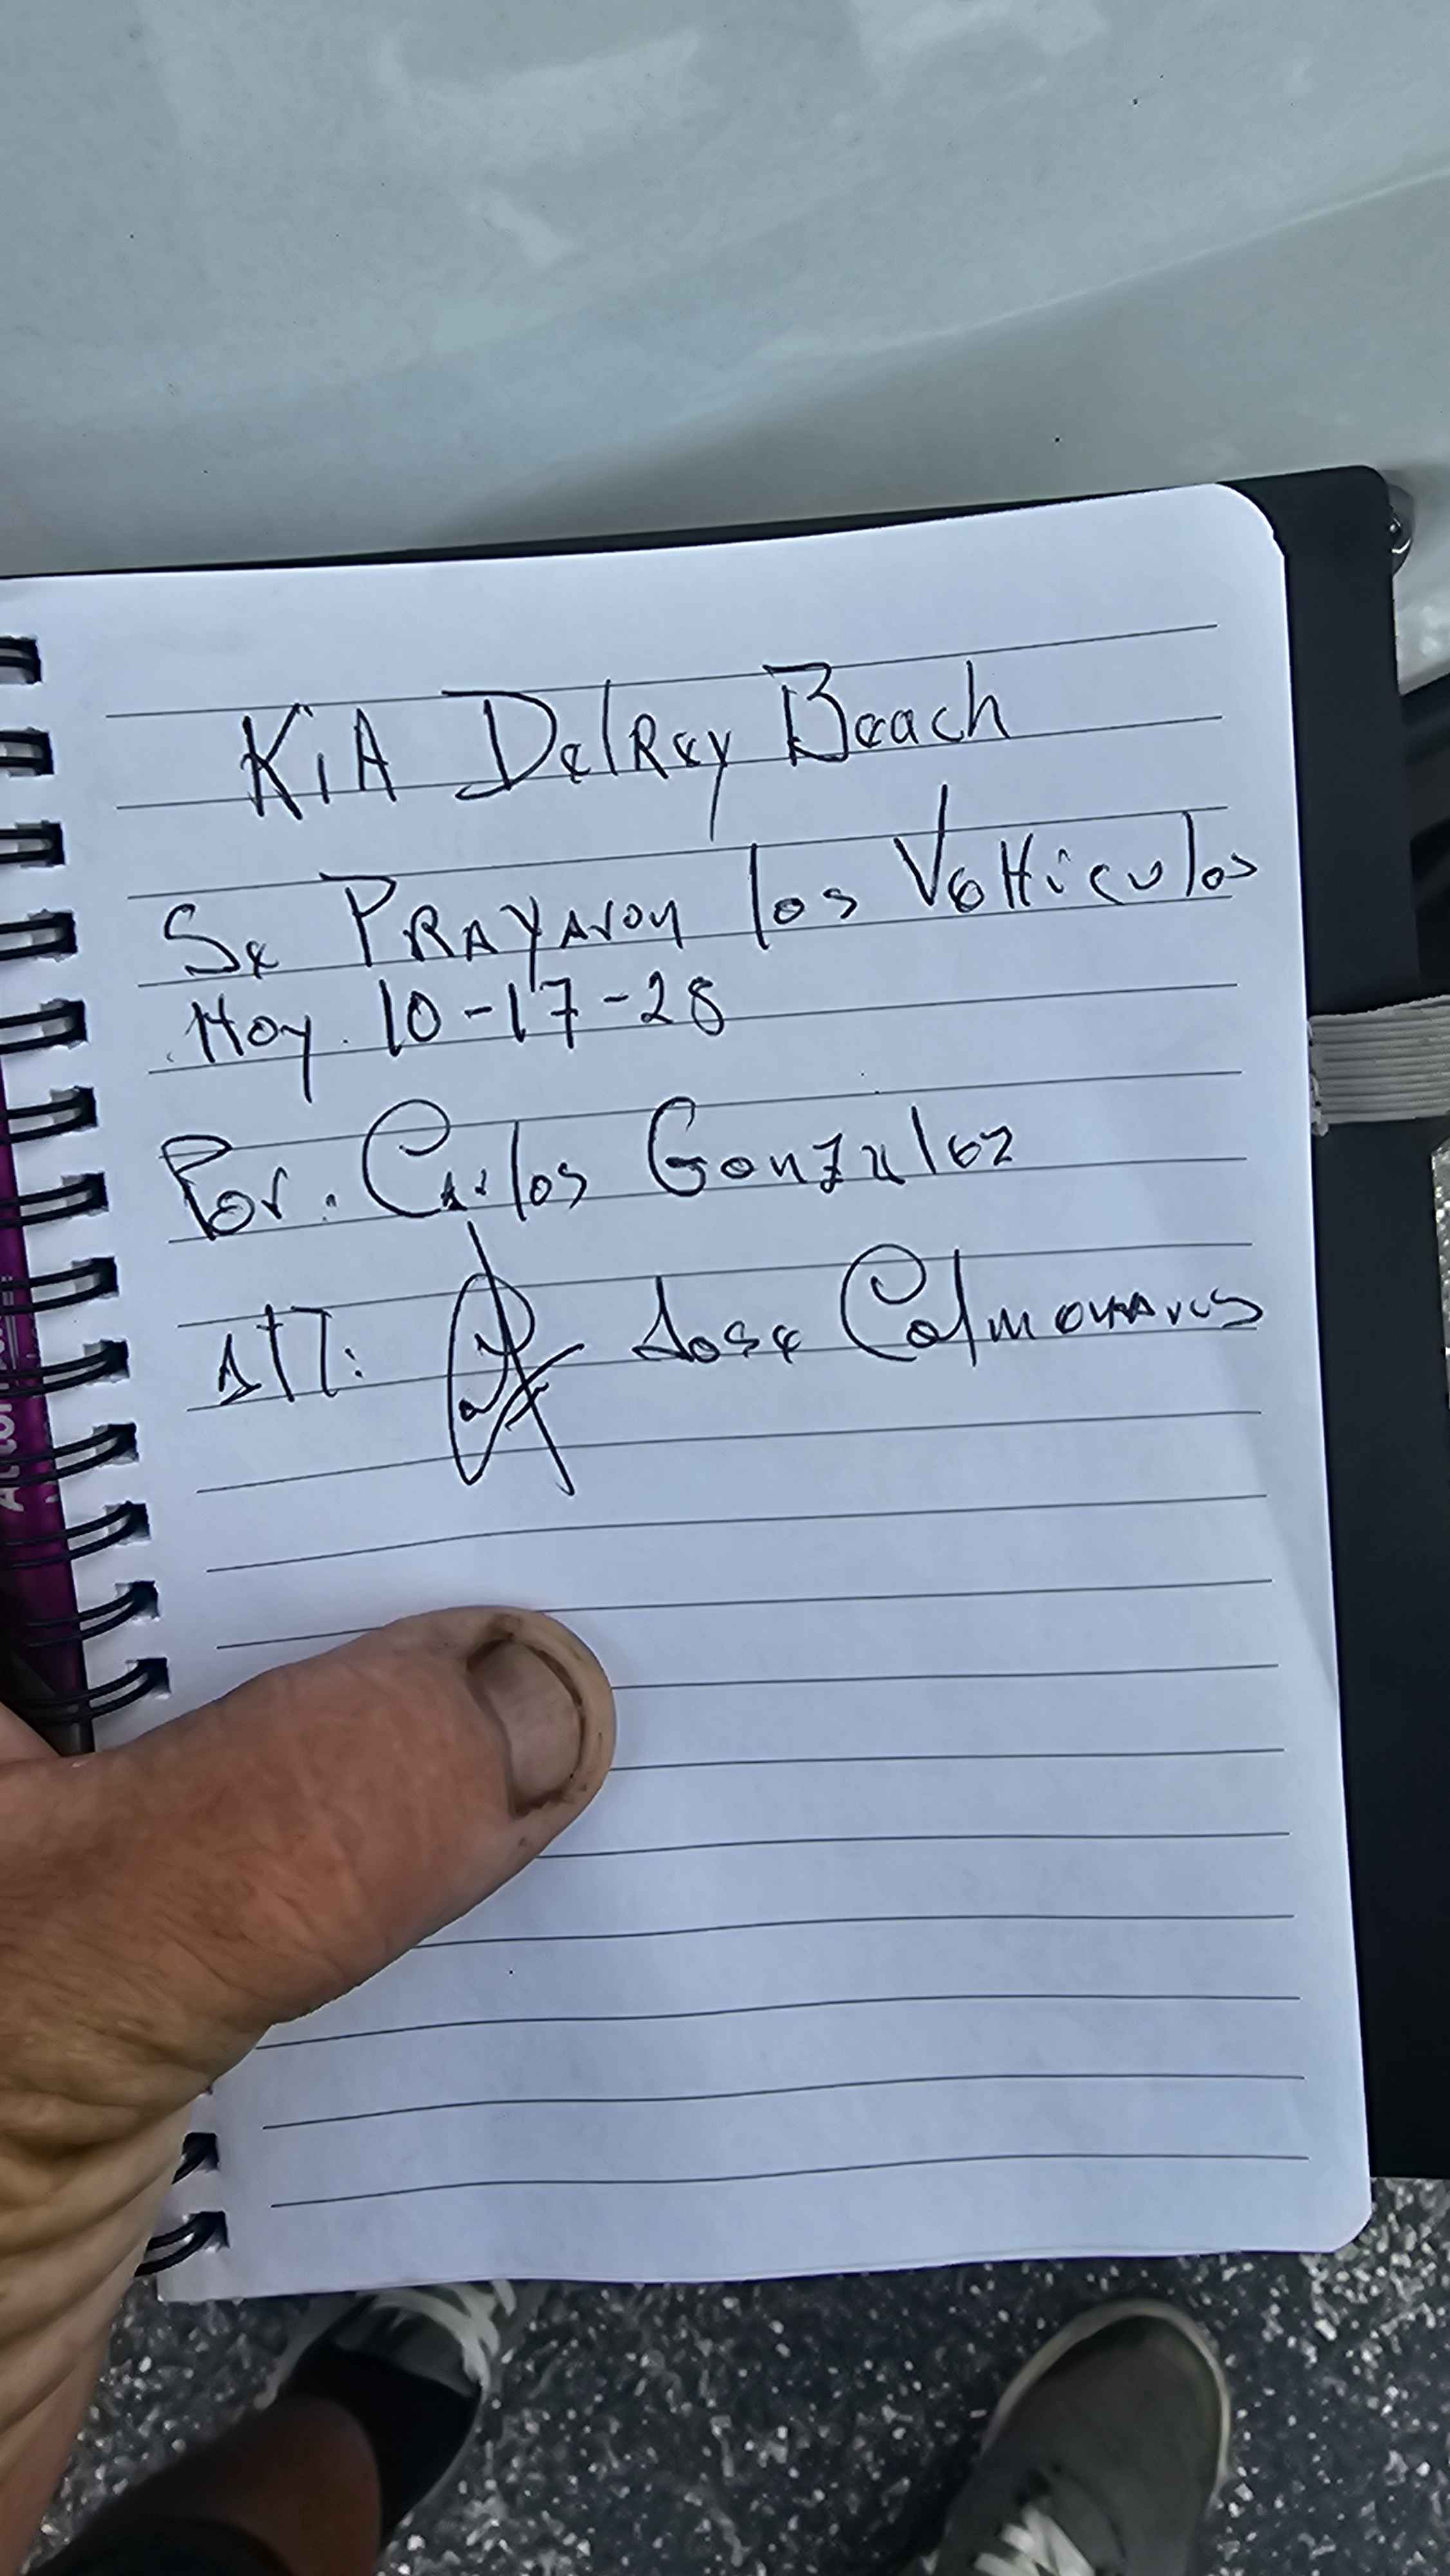 KiA DelRey Beach
Se PRAYARON los VeHiculos
Hoy. 10-17-28
Por. Carlos Gonzalez
ATT: Jose Colmenares